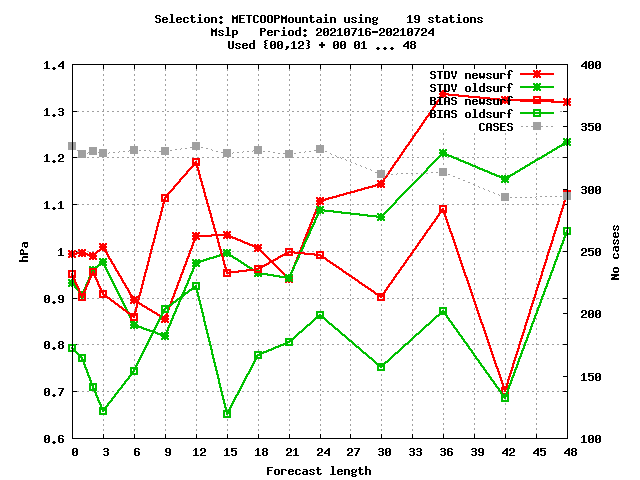 Selection: METCOOPMountain using    19 stations
Mslp   Period: 20210716-20210724
Used {00,12} + 00 01 ... 48
STDV newsurf
STDV oldsurf
BIAS newsurf
BIAS oldsurf
CASES
1.4
1.3
1.2
1.1
1
0.9
0.8
0.7
0.6
hPa
400
350
300
250
200
150
100
No cases
0 3 6 9 12 15 18 21 24 27 30 33 36 39 42 45 48
Forecast length